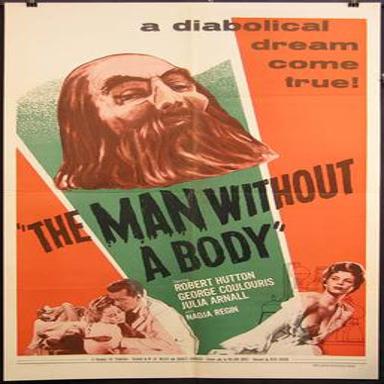 a diabolical
dream
come
true!
"THE MAN WITHOUT
A BODY"
ROBERT HUTTON
GEORGE COULOURIS
JULIA ARNALL
NADJA REGIN